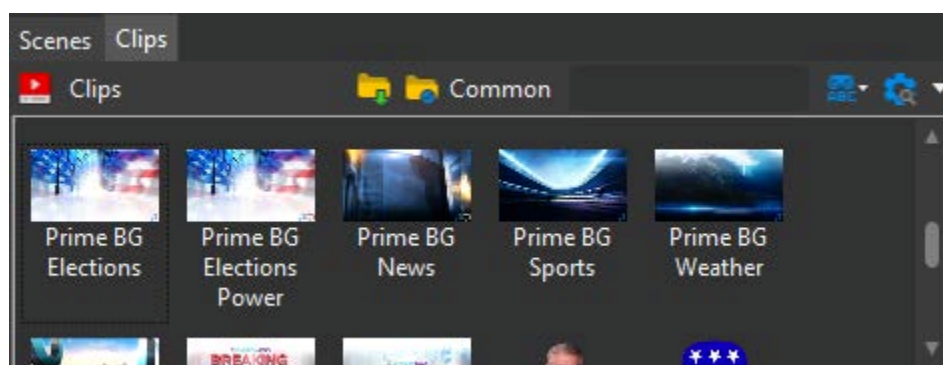 Scenes Clips
Clips Common
ABC
Prime BG
Elections
Prime BG
Elections
Power
Prime BG
News
Prime BG
Sports
Prime BG
Weather
BREAKING